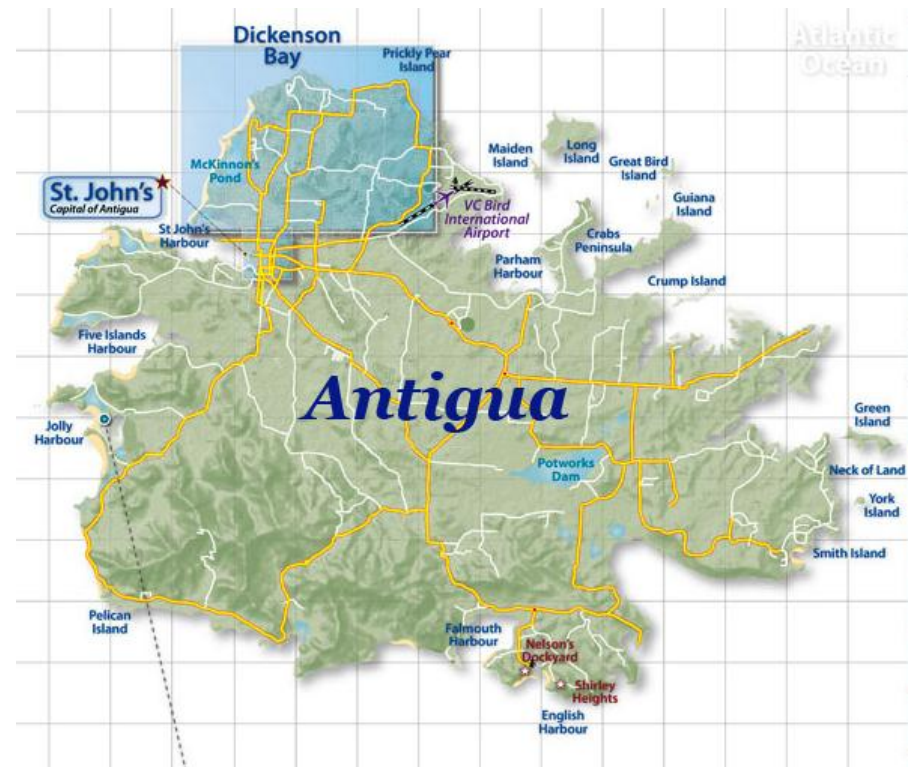 Dickenson
Bay
Prickly Pear
Island
Atlantic
Ocean
McKinnon's
Pond
Maiden
Island
Long
Island
Great Bird
Island
St. John's
Capital of Antigua
Guiana
Island
VC Bird
International
Airport
St John's
Harbour
Crabs
Peninsula
Parham
Harbour
Crump Island
Five Islands
Harbour
Antigua
Jolly
Harbour
Green
Island
Potworks
Dam
Neck of Land
York
Island
Smith Island
Pelican
Island
Falmouth
Harbour
Nelson's
Dockyard
Shirley
Heights
English
Harbour